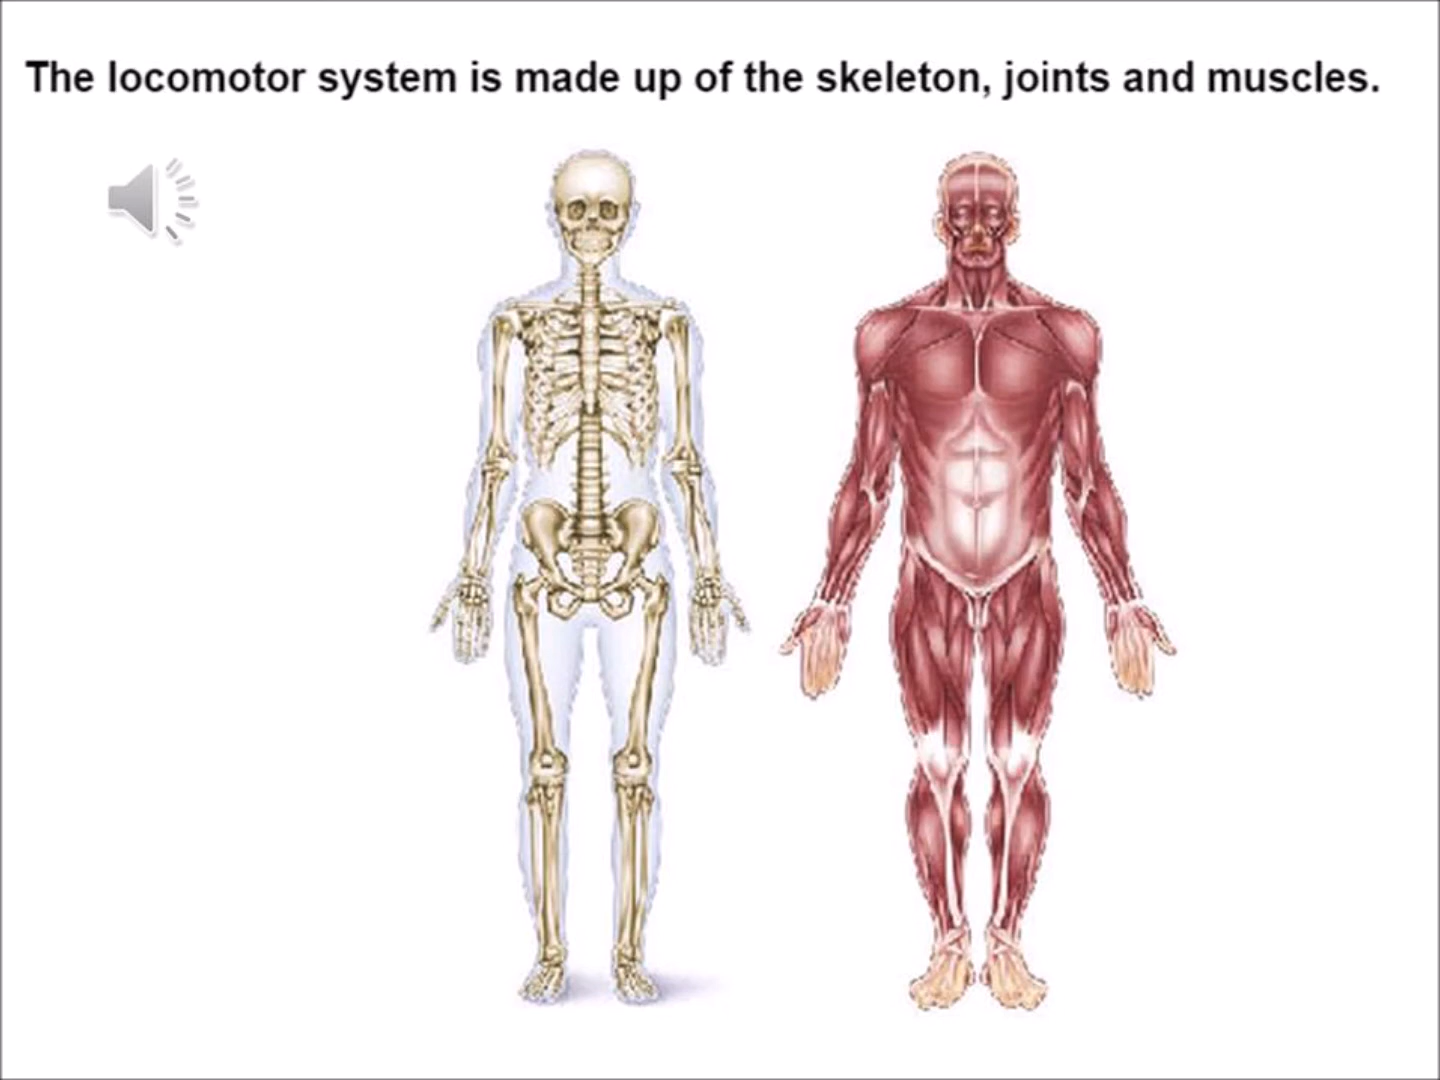 The locomotor system is made up of the skeleton, joints and muscles.